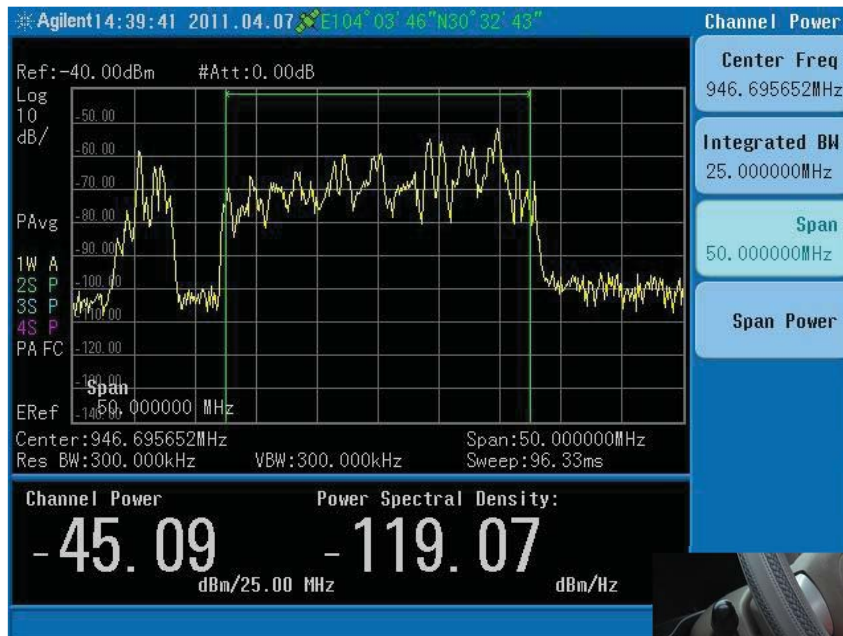 Agilent 14:39:41 2011.04.07 E104°03'46"N30°32'43"
Channel Power
Ref:-40.00dBm #Att:0.00dB
Log
10
dB/
PAvg
1W A
2S P
3S P
4S P
PA FC
ERef
-50.00
-60.00
-70.00
-80.00
-90.00
-100.00
-110.00
-120.00
-130.00
-140.00
Span
50.000000 MHz
Center:946.695652MHz Span:50.000000MHz
Res BW:300.000kHz VBW:300.000kHz Sweep:96.33ms
Channel Power Power Spectral Density:
-45.09 -119.07
dBm/25.00 MHz dBm/Hz
Center Freq
946.695652MHz
Integrated BW
25.000000MHz
Span
50.000000MHz
Span Power